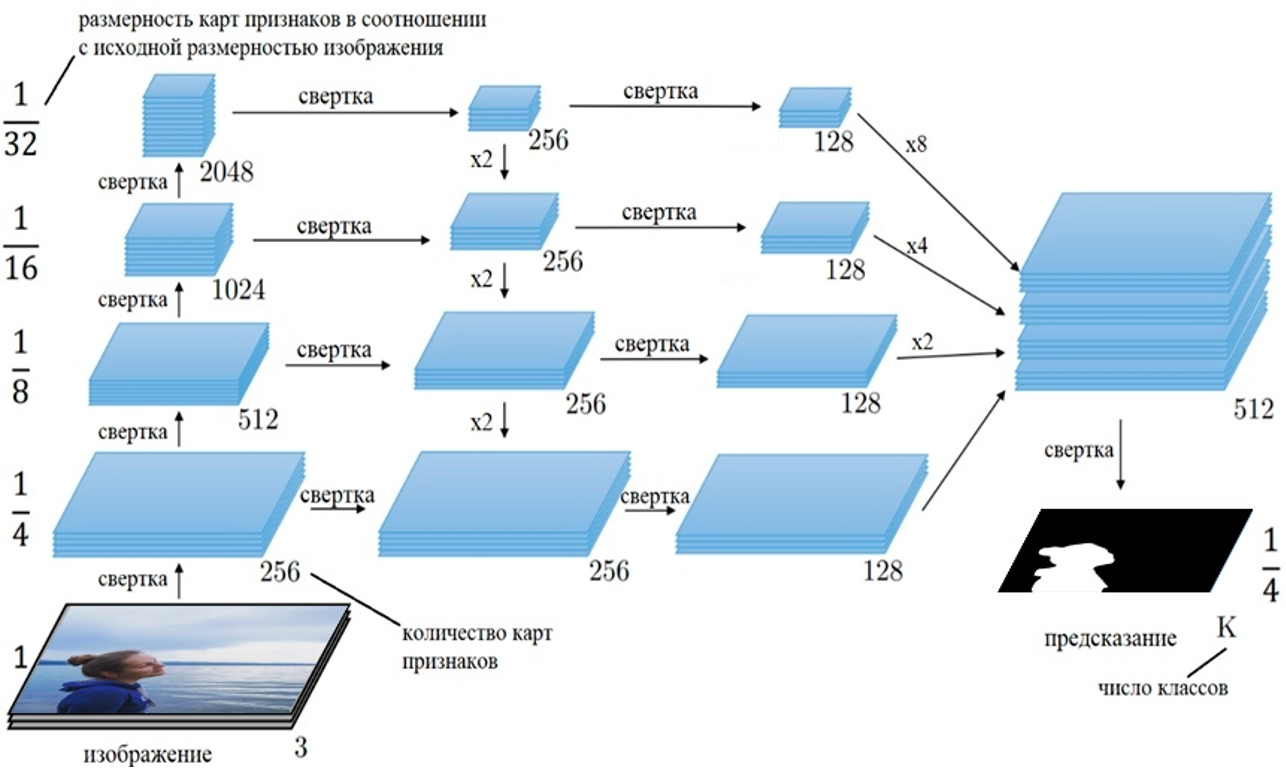 размерность карт признаков в соотношении
с исходной размерностью изображения
1
32
свертка
свертка
2048
256
128
x8
свертка
x2
1
16
свертка
свертка
1024
256
128
x4
свертка
x2
1
8
свертка
свертка
x2
512
256
128
512
свертка
x2
свертка
1
4
свертка
свертка
256
256
128
1
4
свертка
количество карт
признаков
предсказание
K
число классов
1
изображение
3